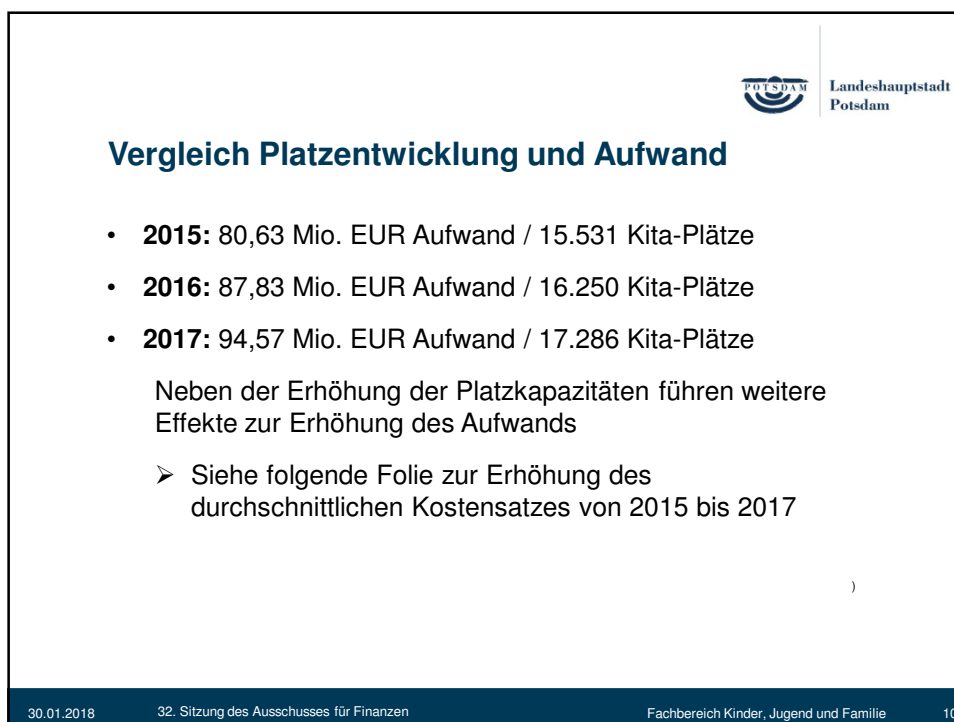 POTSDAM
Landeshauptstadt
Potsdam
Vergleich Platzentwicklung und Aufwand
• 2015: 80,63 Mio. EUR Aufwand / 15.531 Kita-Plätze
• 2016: 87,83 Mio. EUR Aufwand / 16.250 Kita-Plätze
• 2017: 94,57 Mio. EUR Aufwand / 17.286 Kita-Plätze
Neben der Erhöhung der Platzkapazitäten führen weitere
Effekte zur Erhöhung des Aufwands
➢ Siehe folgende Folie zur Erhöhung des
durchschnittlichen Kostensatzes von 2015 bis 2017
)
30.01.2018 32. Sitzung des Ausschusses für Finanzen Fachbereich Kinder, Jugend und Familie 10